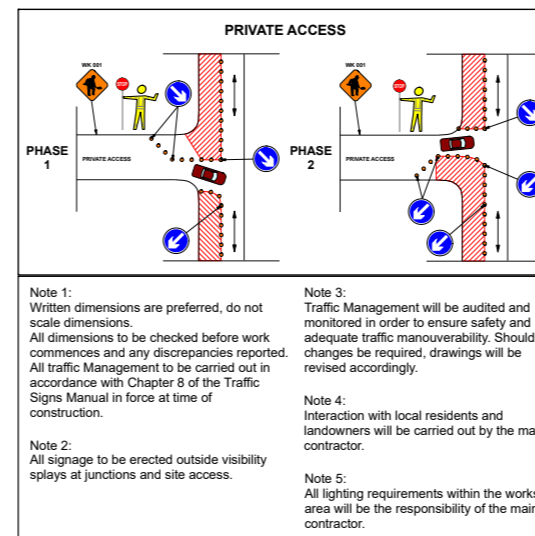 PRIVATE ACCESS
WK 001
STOP
PHASE
1
PRIVATE ACCESS
WK 001
STOP
PHASE
2
PRIVATE ACCESS
Note 1:
Written dimensions are preferred, do not
scale dimensions.
All dimensions to be checked before work
commences and any discrepancies reported.
All traffic Management to be carried out in
accordance with Chapter 8 of the Traffic
Signs Manual in force at time of
construction.
Note 2:
All signage to be erected outside visibility
splays at junctions and site access.
Note 3:
Traffic Management will be audited and
monitored in order to ensure safety and
adequate traffic manouverability. Should
changes be required, drawings will be
revised accordingly.
Note 4:
Interaction with local residents and
landowners will be carried out by the ma
contractor.
Note 5:
All lighting requirements within the works
area will be the responsibility of the main
contractor.